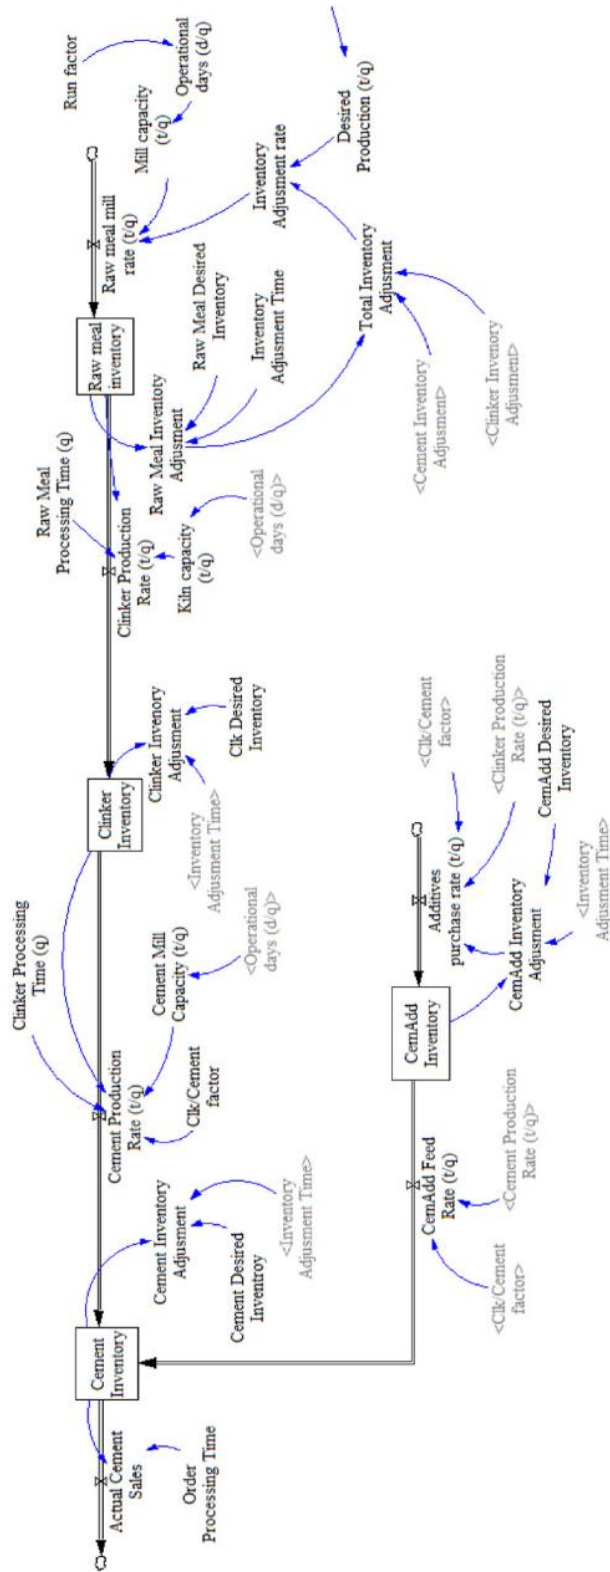 Actual Cement
Sales
Order
Processing Time
Cement
Inventory
Cement Inventory
Adjusment
Cement Desired
Inventroy
<Inventory
Adjusment Time>
Clinker Processing
Time (q)
Cement Production
Rate (t/q)
Clk/Cement
factor
Cement Mill
Capacity (t/q)
<Operational
days (d/q)>
Clinker
Inventory
Clinker Invenory
Adjusment
<Inventory
Adjusment Time>
Clk Desired
Inventory
Raw Meal
Processing Time (q)
Clinker Production
Rate (t/q)
Kiln capacity
(t/q)
<Operational
days (d/q)>
Raw meal
inventory
Raw Meal Inventoty
Adjusment
Raw Meal Desired
Inventory
Inventory
Adjusment Time
Raw meal mill
rate (t/q)
Mill capacity
(t/q)
Run factor
Operational
days (d/q)
Inventory
Adjusment rate
Desired
Production (t/q)
Total Inventory
Adjusment
<Cement Inventory
Adjusment>
<Clinker Invenory
Adjusment>
CemAdd Feed
Rate (t/q)
<Clk/Cement
factor>
<Cement Production
Rate (t/q)>
CemAdd
Inventory
Additives
purchase rate (t/q)
<Clk/Cement
factor>
<Clinker Production
Rate (t/q)>
CemAdd Inventory
Adjusment
CemAdd Desired
Inventory
<Inventory
Adjusment Time>